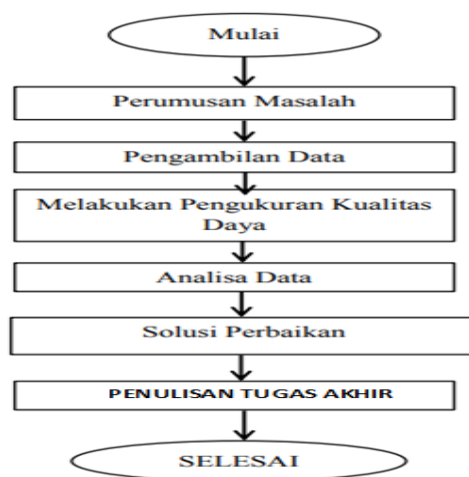 Mulai
Perumusan Masalah
Pengambilan Data
Melakukan Pengukuran Kualitas
Daya
Analisa Data
Solusi Perbaikan
PENULISAN TUGAS AKHIR
SELESAI